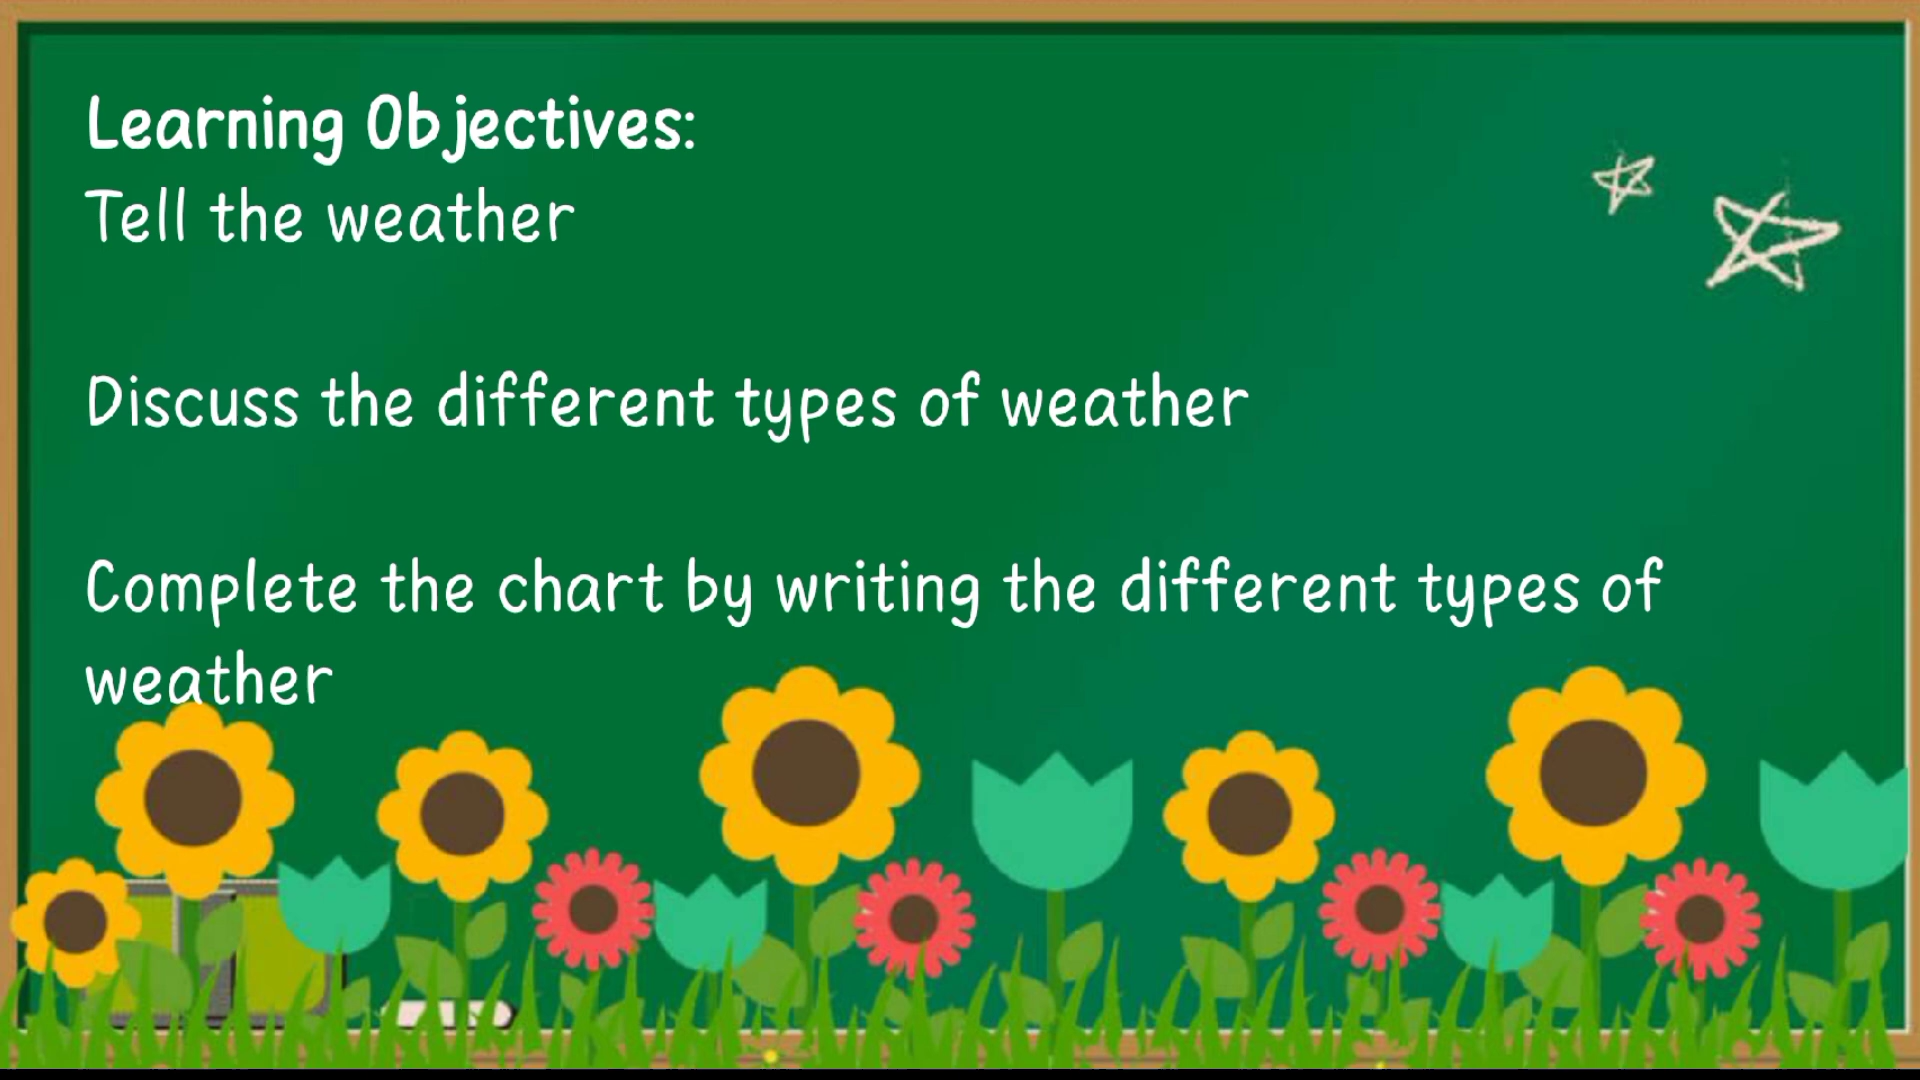 Learning Objectives:
Tell the weather
Discuss the different types of weather
Complete the chart by writing the different types of
weather